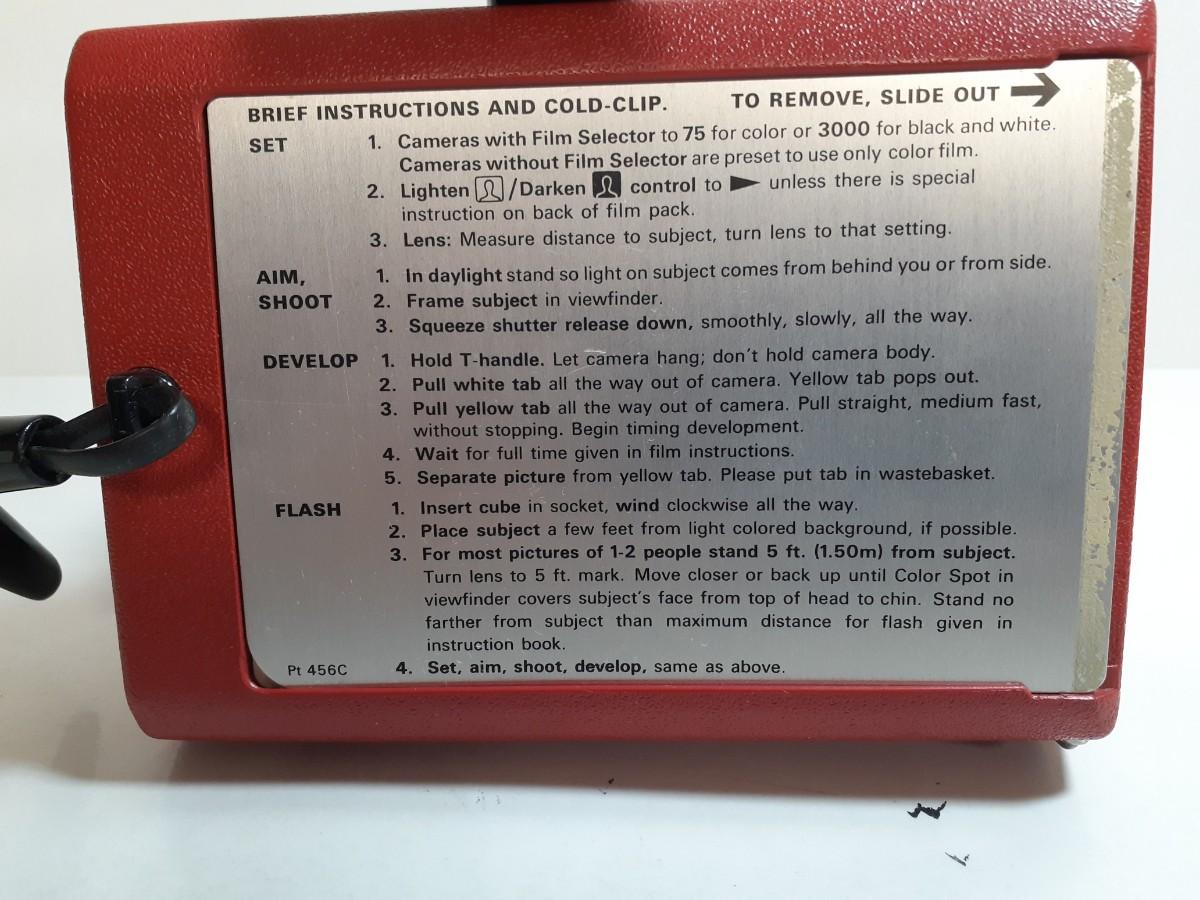 BRIEF INSTRUCTIONS AND COLD-CLIP. TO REMOVE, SLIDE OUT
SET 1. Cameras with Film Selector to 75 for color or 3000 for black and white.
Cameras without Film Selector are preset to use only color film.
2. Lighten /Darken control to unless there is special
instruction on back of film pack.
3. Lens: Measure distance to subject, turn lens to that setting.
AIM, 1. In daylight stand so light on subject comes from behind you or from side.
SHOOT 2. Frame subject in viewfinder.
3. Squeeze shutter release down, smoothly, slowly, all the way.
DEVELOP 1. Hold T-handle. Let camera hang; don't hold camera body.
2. Pull white tab all the way out of camera. Yellow tab pops out.
3. Pull yellow tab all the way out of camera. Pull straight, medium fast,
without stopping. Begin timing development.
4. Wait for full time given in film instructions.
5. Separate picture from yellow tab. Please put tab in wastebasket.
FLASH 1. Insert cube in socket, wind clockwise all the way.
2. Place subject a few feet from light colored background, if possible.
3. For most pictures of 1-2 people stand 5 ft. (1.50m) from subject.
Turn lens to 5 ft. mark. Move closer or back up until Color Spot in
viewfinder covers subject's face from top of head to chin. Stand no
farther from subject than maximum distance for flash given in
instruction book.
Pt 456C 4. Set, aim, shoot, develop, same as above.